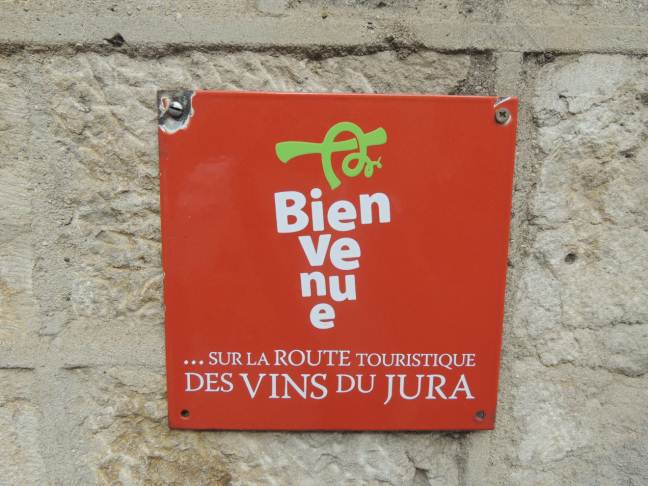 Bien
ve
nu
e
... SUR LA ROUTE TOURISTIQUE
DES VINS DU JURA